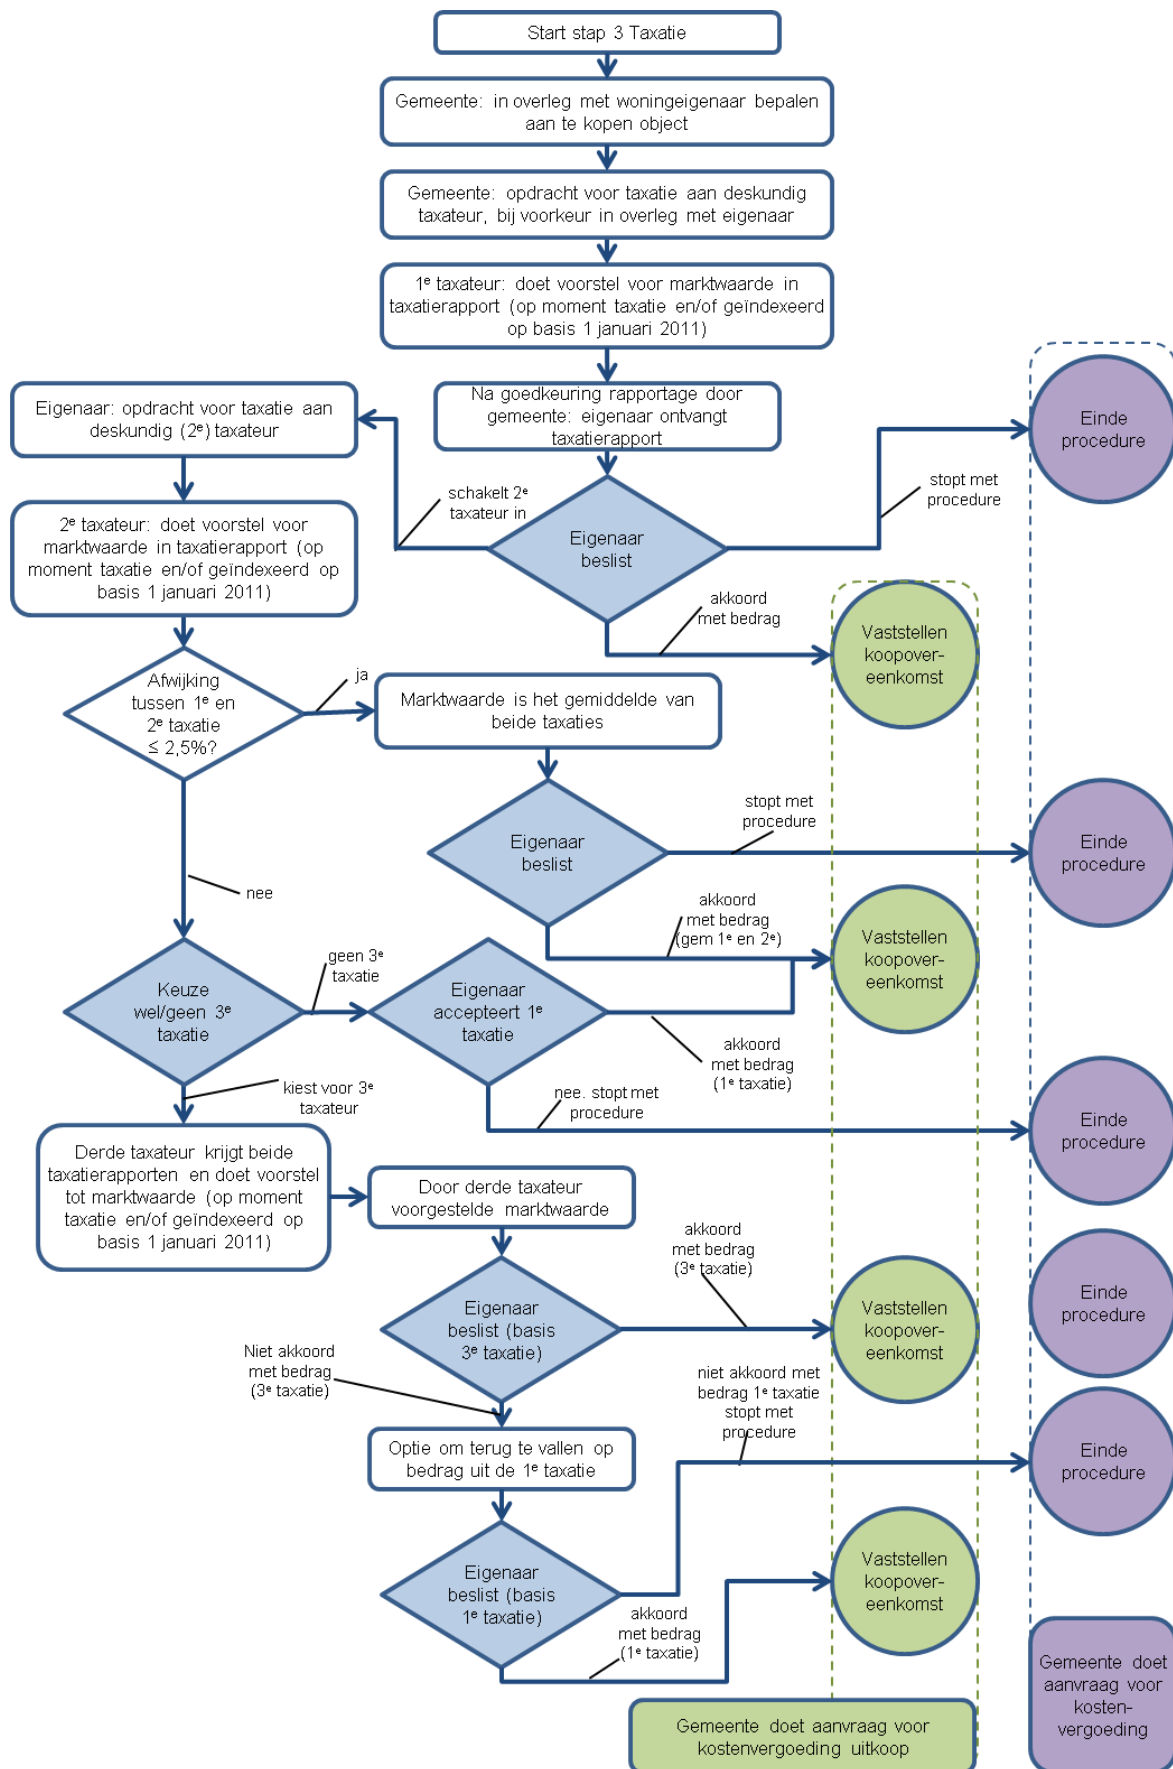 Start stap 3 Taxatie
Gemeente: in overleg met woningeigenaar bepalen
aan te kopen object
Gemeente: opdracht voor taxatie aan deskundig
taxateur, bij voorkeur in overleg met eigenaar
1e taxateur: doet voorstel voor marktwaarde in
taxatierapport (op moment taxatie en/of geïndexeerd
op basis 1 januari 2011)
Na goedkeuring rapportage door
gemeente: eigenaar ontvangt
taxatierapport
Eigenaar: opdracht voor taxatie aan
deskundig (2e) taxateur
Einde
procedure
schakelt 2e
taxateur in
stopt met
procedure
Eigenaar
beslist
2e taxateur: doet voorstel voor
marktwaarde in taxatierapport (op
moment taxatie en/of geïndexeerd op
basis 1 januari 2011)
akkoord
met bedrag
Vaststellen
koopover-
eenkomst
Afwijking
tussen 1e en
2e taxatie
≤ 2,5%?
ja
Marktwaarde is het gemiddelde van
beide taxaties
Eigenaar
beslist
stopt met
procedure
Einde
procedure
nee
akkoord
met bedrag
(gem 1e en 2e)
Vaststellen
koopover-
eenkomst
Keuze
wel/geen 3e
taxatie
geen 3e
taxatie
Eigenaar
accepteert 1e
taxatie
akkoord
met bedrag
(1e taxatie)
kiest voor 3e
taxateur
nee. stopt met
procedure
Einde
procedure
Derde taxateur krijgt beide
taxatierapporten en doet voorstel
tot marktwaarde (op moment
taxatie en/of geïndexeerd op
basis 1 januari 2011)
Door derde taxateur
voorgestelde marktwaarde
akkoord
met bedrag
(3e taxatie)
Einde
procedure
Eigenaar
beslist (basis
3e taxatie)
Vaststellen
koopover-
eenkomst
Niet akkoord
met bedrag
(3e taxatie)
niet akkoord met
bedrag 1e taxatie
stopt met
procedure
Optie om terug te vallen op
bedrag uit de 1e taxatie
Einde
procedure
Eigenaar
beslist (basis
1e taxatie)
Vaststellen
koopover-
eenkomst
akkoord
met bedrag
(1e taxatie)
Gemeente doet aanvraag voor
kostenvergoeding uitkoop
Gemeente doet
aanvraag voor
kosten-
vergoeding